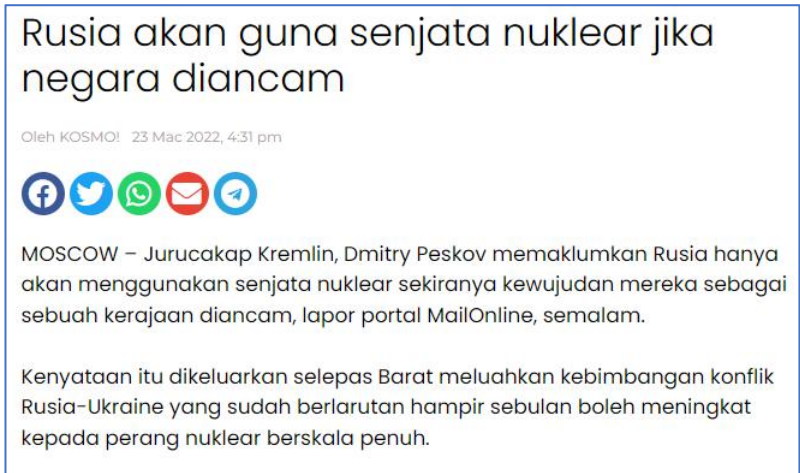 Rusia akan guna senjata nuklear jika
negara diancam
Oleh KOSMO! 23 Mac 2022, 4:31 pm
MOSCOW – Jurucakap Kremlin, Dmitry Peskov memaklumkan Rusia hanya
akan menggunakan senjata nuklear sekiranya kewujudan mereka sebagai
sebuah kerajaan diancam, lapor portal MailOnline, semalam.
Kenyataan itu dikeluarkan selepas Barat meluahkan kebimbangan konflik
Rusia-Ukraine yang sudah berlarutan hampir sebulan boleh meningkat
kepada perang nuklear berskala penuh.